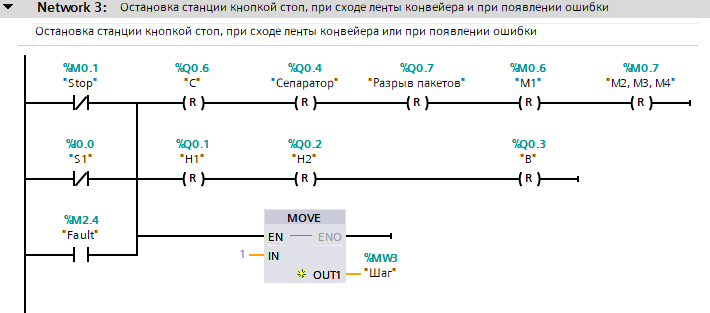 Network 3: Остановка станции кнопкой стоп, при сходе ленты конвейера и при появлении ошибки
Остановка станции кнопкой стоп, при сходе ленты конвейера или при появлении ошибки
%M0.1 %Q0.6 %Q0.4 %Q0.7 %M0.6 %M0.7
"Stop" "C" "Сепаратор" "Разрыв пакетов" "M1" "M2, M3, M4"
R R R R R
%I0.0 %Q0.1 %Q0.2 %Q0.3
"S1" "H1" "H2" "B"
R R R
%M2.4
"Fault"
MOVE
EN ENO
1 IN
%MW3
OUT1 "Шаг"